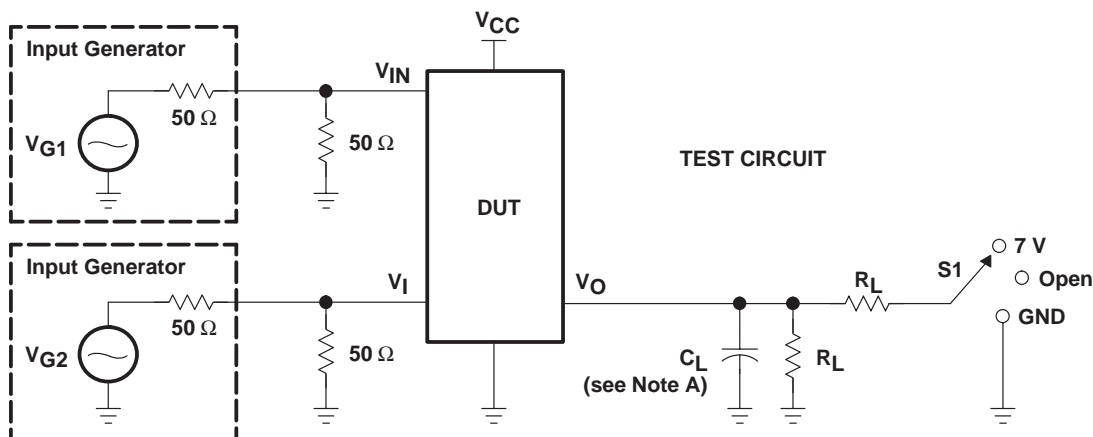 Input Generator
VG1
50 Ω
50 Ω
VIN
VCC
DUT
TEST CIRCUIT
Input Generator
VG2
50 Ω
50 Ω
VI
VO
CL
(see Note A)
RL
RL
S1
7 V
Open
GND